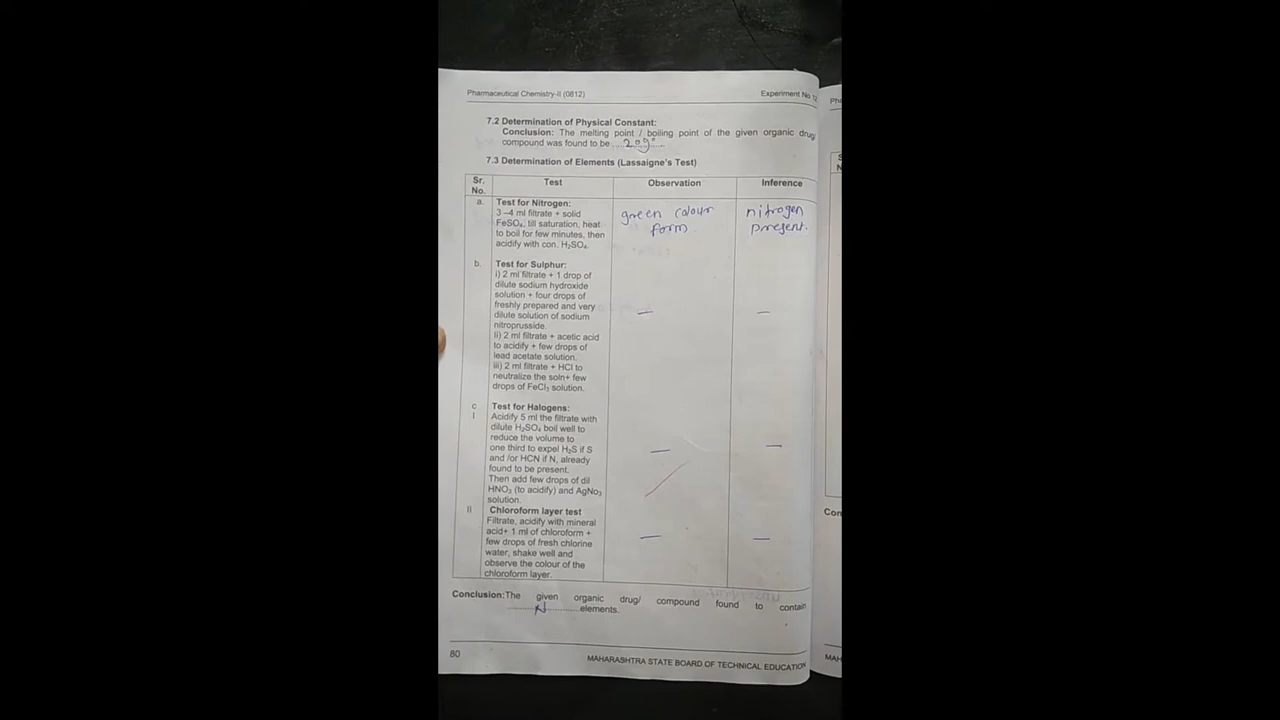 Pharmaceutical Chemistry-II (0812)
Experiment No 12
7.2 Determination of Physical Constant:
Conclusion: The melting point / boiling point of the given organic drug/
compound was found to be
7.3 Determination of Elements (Lassaigne's Test)
Sr. No.
Test
Observation
Inference
a.
Test for Nitrogen:
3 –4 ml filtrate + solid
FeSO4, till saturation, heat
to boil for few minutes, then
acidify with con. H2SO4.
green colour
form
nitrogen
present.
b.
Test for Sulphur:
i) 2 ml filtrate + 1 drop of
dilute sodium hydroxide
solution + four drops of
freshly prepared and very
dilute solution of sodium
nitroprusside.
Ii) 2 ml filtrate + acetic acid
to acidify + few drops of
lead acetate solution.
iii) 2 ml filtrate + HCl to
neutralize the soln+ few
drops of FeCl3 solution.
c
I
Test for Halogens:
Acidify 5 ml the filtrate with
dilute H2SO4 boil well to
reduce the volume to
one third to expel H2S if S
and /or HCN if N, already
found to be present.
Then add few drops of dil
HNO3 (to acidify) and AgNo3
solution.
II
Chloroform layer test
Filtrate, acidify with mineral
acid+ 1 ml of chloroform +
few drops of fresh chlorine
water, shake well and
observe the colour of the
chloroform layer.
Conclusion:The given organic drug/ compound found to contain
N elements.
80
MAHARASHTRA STATE BOARD OF TECHNICAL EDUCATION
Con
MAH